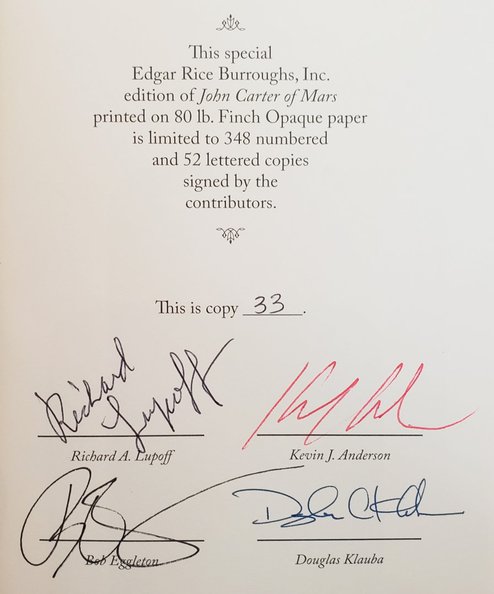 This special
Edgar Rice Burroughs, Inc.
edition of John Carter of Mars
printed on 80 lb. Finch Opaque paper
is limited to 348 numbered
and 52 lettered copies
signed by the
contributors.
This is copy 33.
Richard Lupoff
Richard A. Lupoff
Kevin J. Anderson
Bob Eggleton
Douglas Klauba